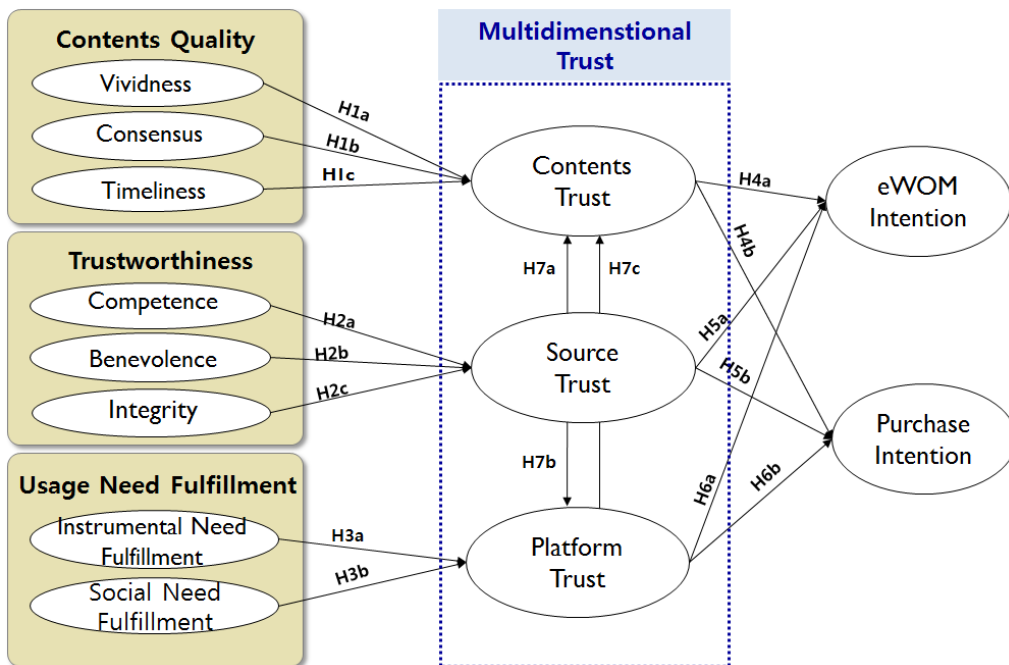 Contents Quality
Vividness
Consensus
Timeliness
Trustworthiness
Competence
Benevolence
Integrity
Usage Need Fulfillment
Instrumental Need
Fulfillment
Social Need
Fulfillment
H1a
H1b
HIc
H2a
H2b
H2c
H3a
H3b
Multidimenstional
Trust
Contents
Trust
H7a
H7c
Source
Trust
H7b
Platform
Trust
H4a
H4b
H5a
H5b
H6a
H6b
eWOM
Intention
Purchase
Intention